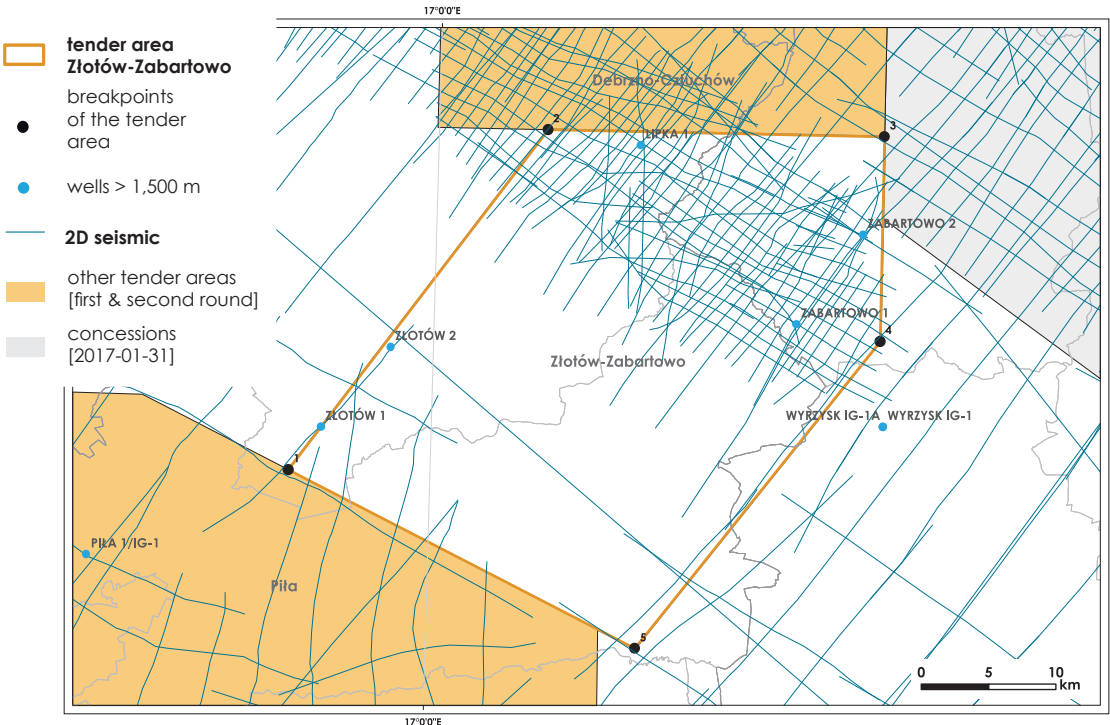 17°0'0"E
tender area
Złotów-Zabartowo
breakpoints
of the tender
area
wells > 1,500 m
2D seismic
other tender areas
[first & second round]
concessions
[2017-01-31]
Debrzno-Człuchów
2
3
LIPKA 1
ZABARTOWO 2
ZABARTOWO 1
4
ZŁOTÓW 2
Złotów-Zabartowo
ZŁOTÓW 1
WYRZYSK IG-1A WYRZYSK IG-1
1
PIŁA 1/IG-1
Piła
5
0 5 10
km
17°0'0"E